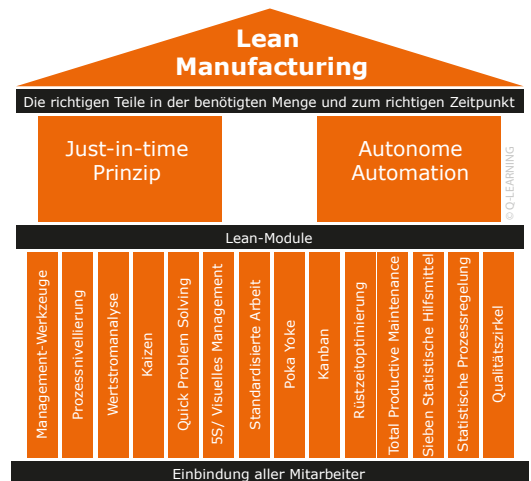 Lean
Manufacturing
Die richtigen Teile in der benötigten Menge und zum richtigen Zeitpunkt
Just-in-time
Prinzip
Autonome
Automation
© Q-LEARNING
Lean-Module
Management-Werkzeuge
Prozessnivellierung
Wertstromanalyse
Kaizen
Quick Problem Solving
5S/ Visuelles Management
Standardisierte Arbeit
Poka Yoke
Kanban
Rüstzeitoptimierung
Total Productive Maintenance
Sieben Statistische Hilfsmittel
Statistische Prozessregelung
Qualitätszirkel
Einbindung aller Mitarbeiter